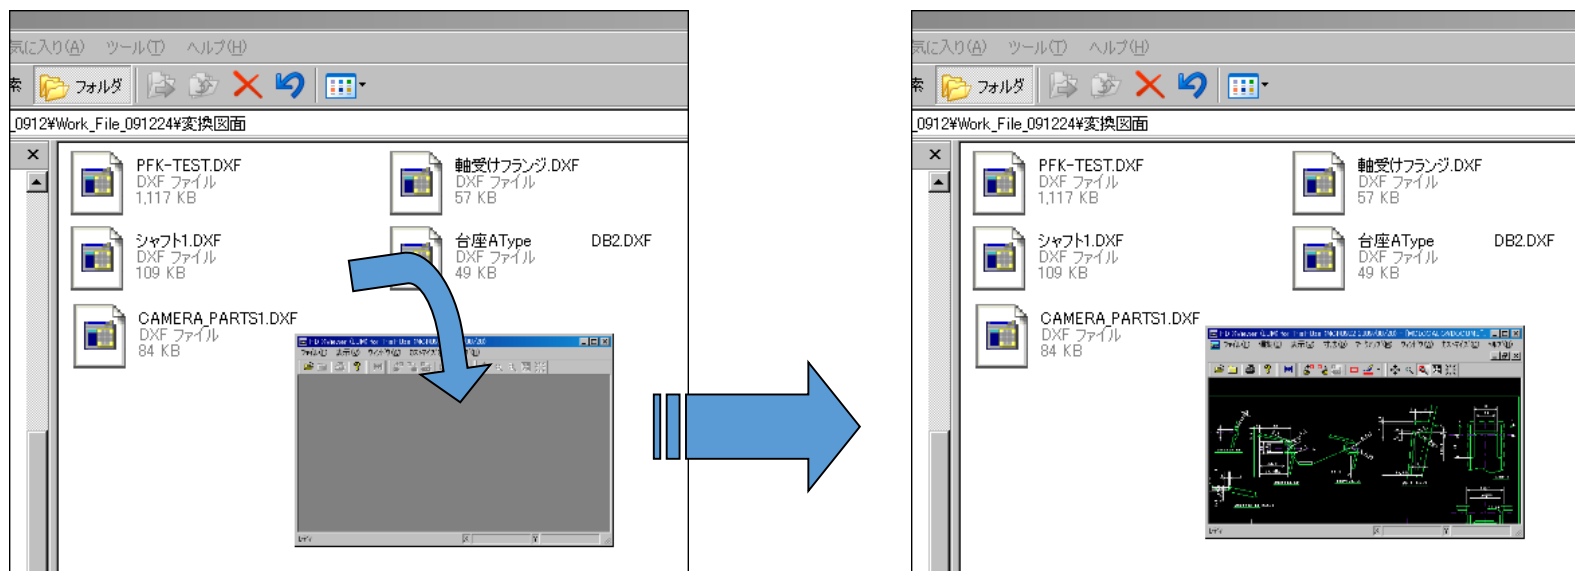 気に入り(A) ツール(T) ヘルプ(H)
索 フォルダ
_0912¥Work_File_091224¥変換図面
PFK-TEST.DXF
DXF ファイル
1,117 KB
軸受けフランジ.DXF
DXF ファイル
57 KB
シャフト1.DXF
DXF ファイル
109 KB
台座AType DB2.DXF
DXF ファイル
49 KB
CAMERA_PARTS1.DXF
DXF ファイル
84 KB
気に入り(A) ツール(T) ヘルプ(H)
索 フォルダ
_0912¥Work_File_091224¥変換図面
PFK-TEST.DXF
DXF ファイル
1,117 KB
軸受けフランジ.DXF
DXF ファイル
57 KB
シャフト1.DXF
DXF ファイル
109 KB
台座AType DB2.DXF
DXF ファイル
49 KB
CAMERA_PARTS1.DXF
DXF ファイル
84 KB